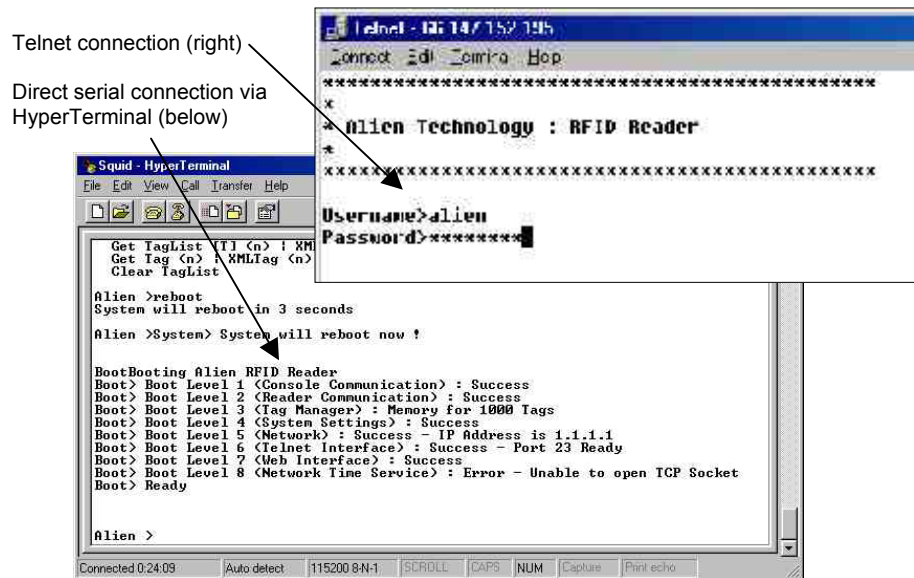 Telnet connection (right)
Direct serial connection via
HyperTerminal (below)
Telnet -
Edit Help
***********************************************
*
* Alien Technology : RFID Reader
*
***********************************************
Username>alien
Password>********
Squid - HyperTerminal
File Edit View Call Transfer Help
Get TagList [T] <n> |
Get Tag <n> | XMLTag <n>
Clear TagList
Alien >reboot
System will reboot in 3 seconds
Alien >System> System will reboot now !
BootBooting Alien RFID Reader
Boot> Boot Level 1 (Console Communication) : Success
Boot> Boot Level 2 (Reader Communication) : Success
Boot> Boot Level 3 (Tag Manager) : Memory for 1000 Tags
Boot> Boot Level 4 (System Settings) : Success
Boot> Boot Level 5 (Network) : Success - IP Address is 1.1.1.1
Boot> Boot Level 6 (Telnet Interface) : Success - Port 23 Ready
Boot> Boot Level 7 (Web Interface) : Success
Boot> Boot Level 8 (Network Time Service) : Error - Unable to open TCP Socket
Boot> Ready
Alien >
Connected 0:24:09 Auto detect 115200 8-N-1 SCROLL CAPS NUM Capture Print echo